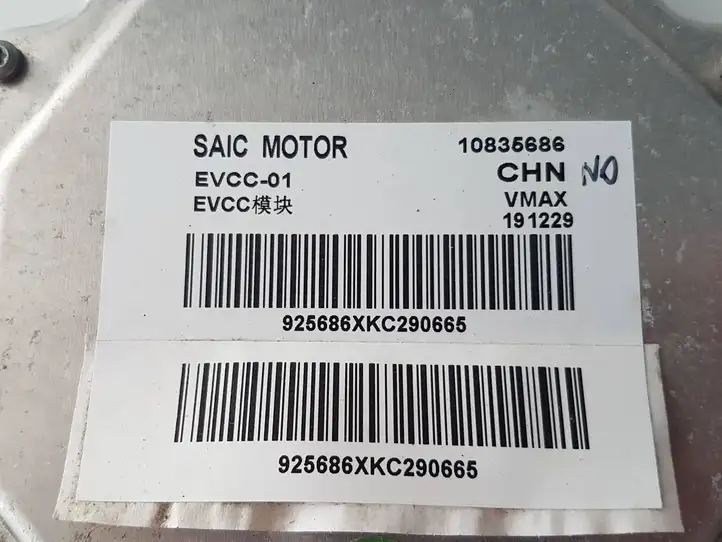 SAIC MOTOR 10835686
EVCC-01 CHN NO
EVCC模块 VMAX
191229
925686XKC290665
925686XKC290665